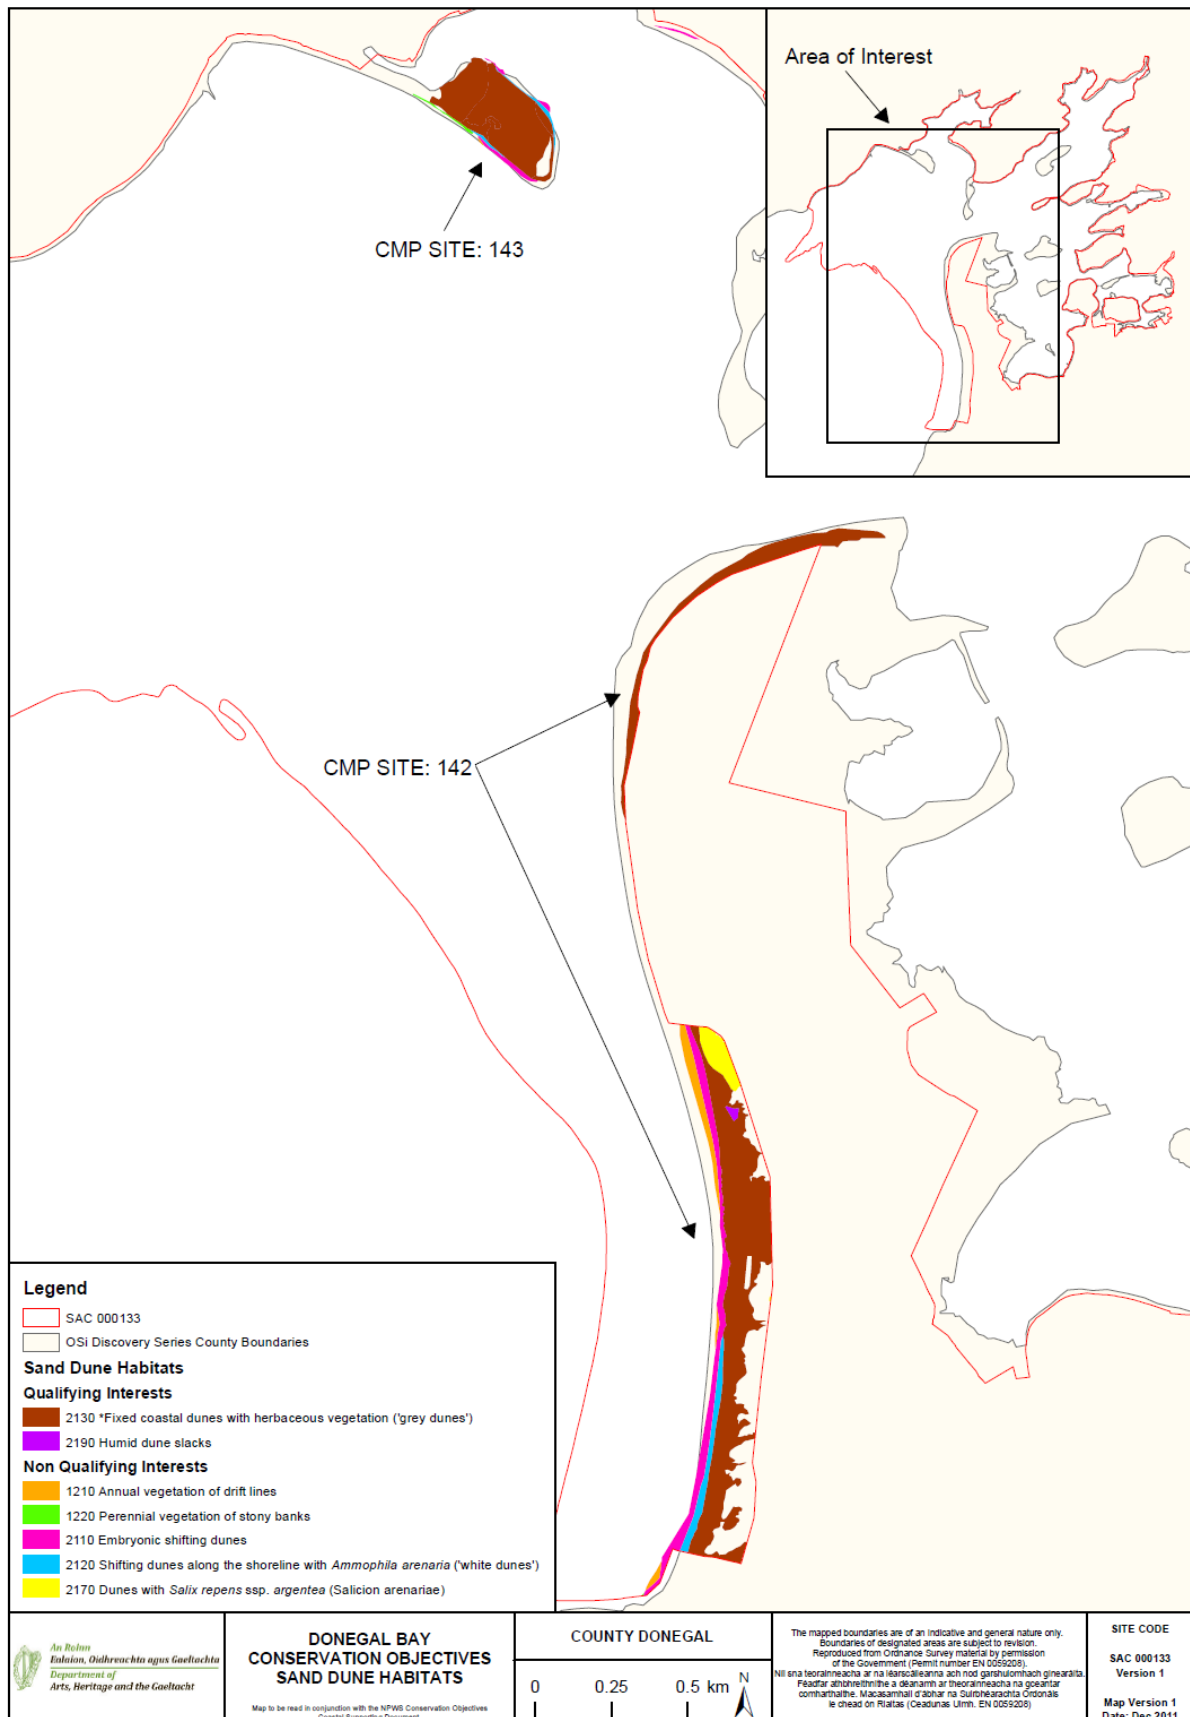 Area of Interest
CMP SITE: 143
CMP SITE: 142
Legend
SAC 000133
OSi Discovery Series County Boundaries
Sand Dune Habitats
Qualifying Interests
2130 *Fixed coastal dunes with herbaceous vegetation ('grey dunes')
2190 Humid dune slacks
Non Qualifying Interests
1210 Annual vegetation of drift lines
1220 Perennial vegetation of stony banks
2110 Embryonic shifting dunes
2120 Shifting dunes along the shoreline with Ammophila arenaria ('white dunes')
2170 Dunes with Salix repens ssp. argentea (Salicion arenariae)
An Roinn
Ealaíon, Oidhreachta agus Gaeltachta
Department of
Arts, Heritage and the Gaeltacht
DONEGAL BAY
CONSERVATION OBJECTIVES
SAND DUNE HABITATS
Map to be read in conjunction with the NPWS Conservation Objectives
Coastal Supporting Document
COUNTY DONEGAL
N
0 0.25 0.5 km
The mapped boundaries are of an indicative and general nature only.
Boundaries of designated areas are subject to revision.
Reproduced from Ordnance Survey material by permission
of the Government (Permit number EN 0059208).
Níl sna teorainneacha ar na léarscáileanna ach nod garshuíomhach ginearálta.
Féadfar athbhreithnithe a déanamh ar theorainneacha na gceantar
comharthaithe. Macasamhail d'ábhar na Suirbhéarachta Ordonáis
le chead ón Rialtas (Ceadunas Uimh. EN 0059208)
SITE CODE
SAC 000133
Version 1
Map Version 1
Date: Dec 2011